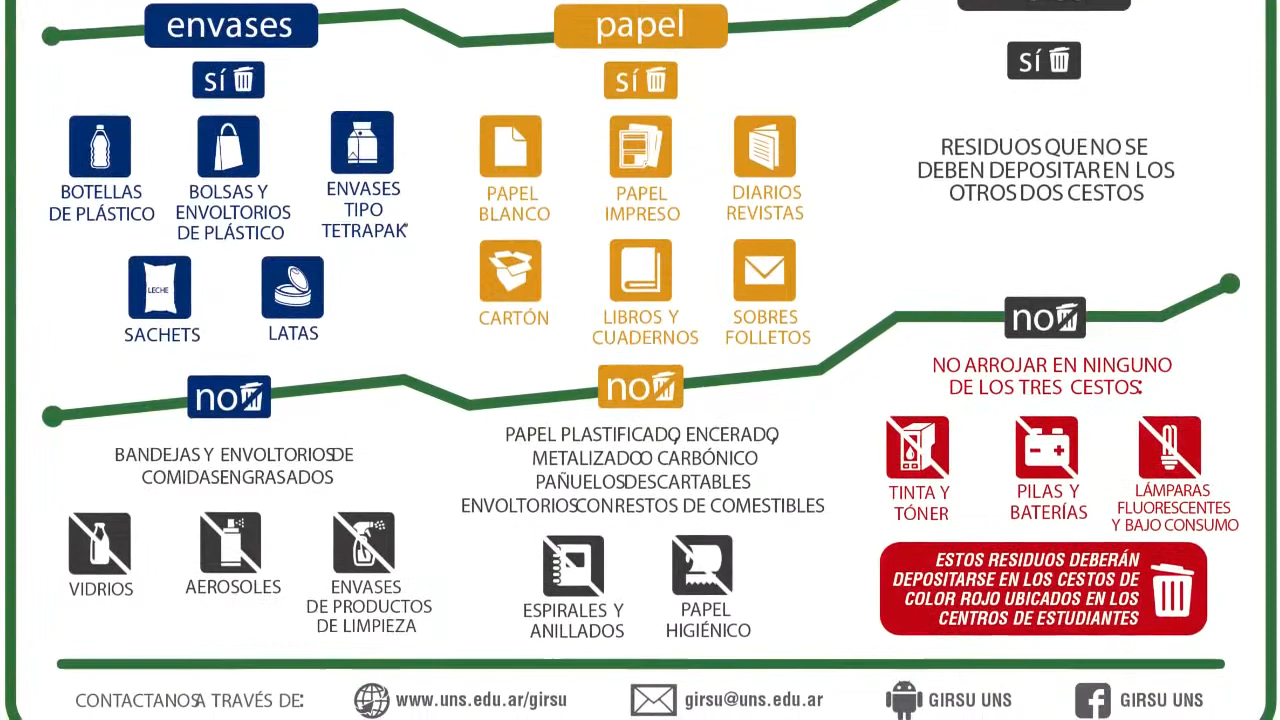 envases
sí
BOTELLAS
DE PLÁSTICO
BOLSAS Y
ENVOLTORIOS
DE PLÁSTICO
ENVASES
TIPO
TETRAPAK®
LECHE
SACHETS
LATAS
no
BANDEJAS Y ENVOLTORIOS DE
COMIDAS ENGRASADOS
VIDRIOS
AEROSOLES
ENVASES
DE PRODUCTOS
DE LIMPIEZA
papel
sí
PAPEL
BLANCO
PAPEL
IMPRESO
DIARIOS
REVISTAS
CARTÓN
LIBROS Y
CUADERNOS
SOBRES
FOLLETOS
no
PAPEL PLASTIFICADO, ENCERADO,
METALIZADO O CARBÓNICO
PAÑUELOS DESCARTABLES
ENVOLTORIOS CON RESTOS DE COMESTIBLES
ESPIRALES Y
ANILLADOS
PAPEL
HIGIÉNICO
sí
RESIDUOS QUE NO SE
DEBEN DEPOSITAR EN LOS
OTROS DOS CESTOS
no
NO ARROJAR EN NINGUNO
DE LOS TRES CESTOS:
TINTA Y
TÓNER
PILAS Y
BATERÍAS
LÁMPARAS
FLUORESCENTES
Y BAJO CONSUMO
ESTOS RESIDUOS DEBERÁN
DEPOSITARSE EN LOS CESTOS DE
COLOR ROJO UBICADOS EN LOS
CENTROS DE ESTUDIANTES
CONTACTANOS A TRAVÉS DE: www.uns.edu.ar/girsu girsu@uns.edu.ar GIRSU UNS GIRSU UNS